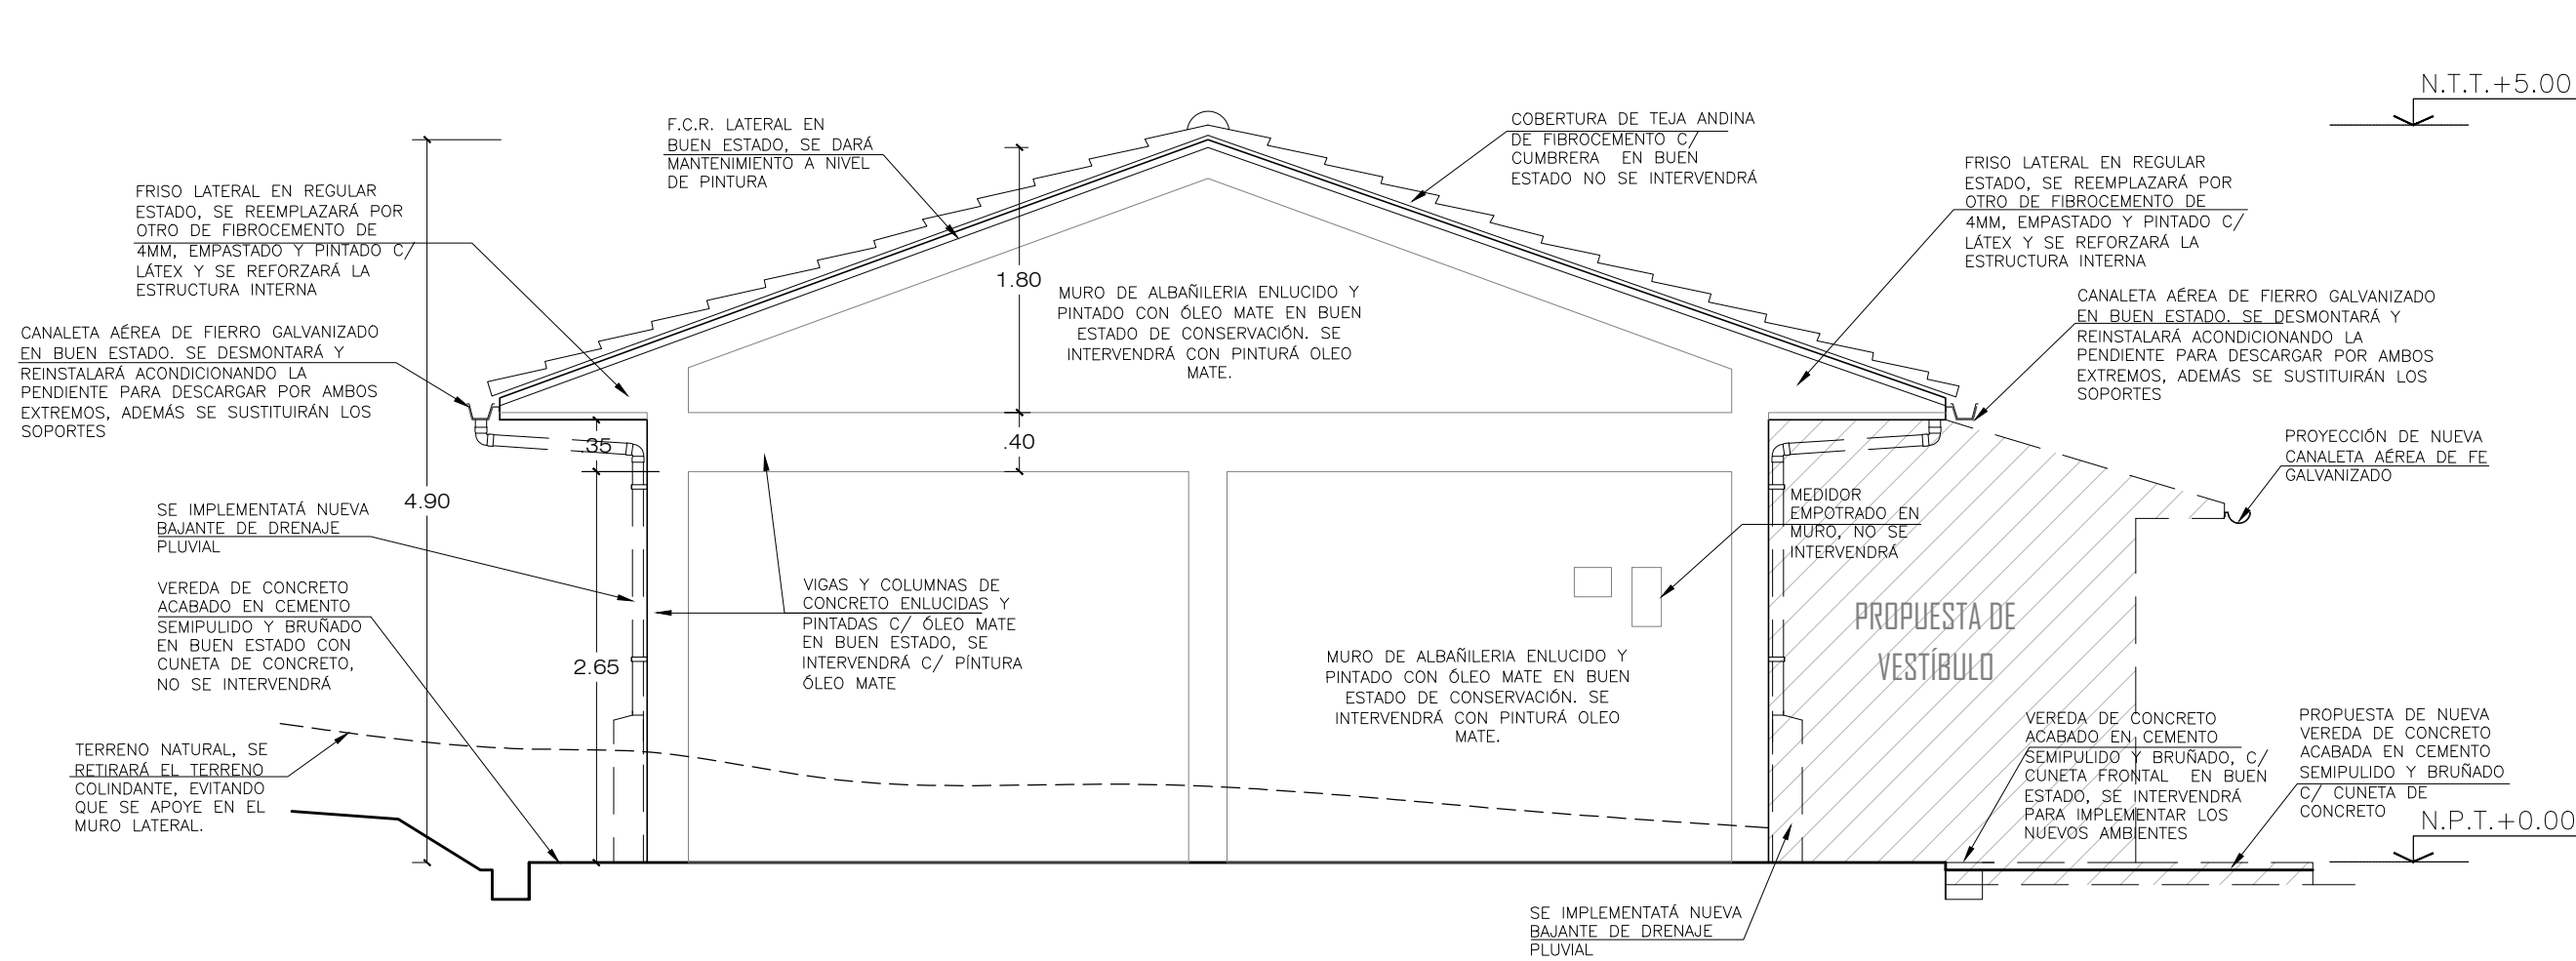 N.T.T.+5.00
F.C.R. LATERAL EN
BUEN ESTADO, SE DARÁ
MANTENIMIENTO A NIVEL
DE PINTURA
COBERTURA DE TEJA ANDINA
DE FIBROCEMENTO C/
CUMBRERA EN BUEN
ESTADO NO SE INTERVENDRÁ
FRISO LATERAL EN REGULAR
ESTADO, SE REEMPLAZARÁ POR
OTRO DE FIBROCEMENTO DE
4MM, EMPASTADO Y PINTADO C/
LÁTEX Y SE REFORZARÁ LA
ESTRUCTURA INTERNA
FRISO LATERAL EN REGULAR
ESTADO, SE REEMPLAZARÁ POR
OTRO DE FIBROCEMENTO DE
4MM, EMPASTADO Y PINTADO C/
LÁTEX Y SE REFORZARÁ LA
ESTRUCTURA INTERNA
1.80
MURO DE ALBAÑILERIA ENLUCIDO Y
PINTADO CON ÓLEO MATE EN BUEN
ESTADO DE CONSERVACIÓN. SE
INTERVENDRÁ CON PINTURÁ OLEO
MATE.
CANALETA AÉREA DE FIERRO GALVANIZADO
EN BUEN ESTADO. SE DESMONTARÁ Y
REINSTALARÁ ACONDICIONANDO LA
PENDIENTE PARA DESCARGAR POR AMBOS
EXTREMOS, ADEMÁS SE SUSTITUIRÁN LOS
SOPORTES
CANALETA AÉREA DE FIERRO GALVANIZADO
EN BUEN ESTADO. SE DESMONTARÁ Y
REINSTALARÁ ACONDICIONANDO LA
PENDIENTE PARA DESCARGAR POR AMBOS
EXTREMOS, ADEMÁS SE SUSTITUIRÁN LOS
SOPORTES
.35
.40
PROYECCIÓN DE NUEVA
CANALETA AÉREA DE FE
GALVANIZADO
4.90
SE IMPLEMENTATÁ NUEVA
BAJANTE DE DRENAJE
PLUVIAL
MEDIDOR
EMPOTRADO EN
MURO, NO SE
INTERVENDRÁ
VEREDA DE CONCRETO
ACABADO EN CEMENTO
SEMIPULIDO Y BRUÑADO
EN BUEN ESTADO CON
CUNETA DE CONCRETO,
NO SE INTERVENDRÁ
2.65
VIGAS Y COLUMNAS DE
CONCRETO ENLUCIDAS Y
PINTADAS C/ ÓLEO MATE
EN BUEN ESTADO, SE
INTERVENDRÁ C/ PÍNTURA
ÓLEO MATE
MURO DE ALBAÑILERIA ENLUCIDO Y
PINTADO CON ÓLEO MATE EN BUEN
ESTADO DE CONSERVACIÓN. SE
INTERVENDRÁ CON PINTURÁ OLEO
MATE.
PROPUESTA DE
VESTÍBULO
TERRENO NATURAL, SE
RETIRARÁ EL TERRENO
COLINDANTE, EVITANDO
QUE SE APOYE EN EL
MURO LATERAL.
VEREDA DE CONCRETO
ACABADO EN CEMENTO
SEMIPULIDO Y BRUÑADO, C/
CUNETA FRONTAL EN BUEN
ESTADO, SE INTERVENDRÁ
PARA IMPLEMENTAR LOS
NUEVOS AMBIENTES
PROPUESTA DE NUEVA
VEREDA DE CONCRETO
ACABADA EN CEMENTO
SEMIPULIDO Y BRUÑADO
C/ CUNETA DE
CONCRETO
N.P.T.+0.00
SE IMPLEMENTATÁ NUEVA
BAJANTE DE DRENAJE
PLUVIAL